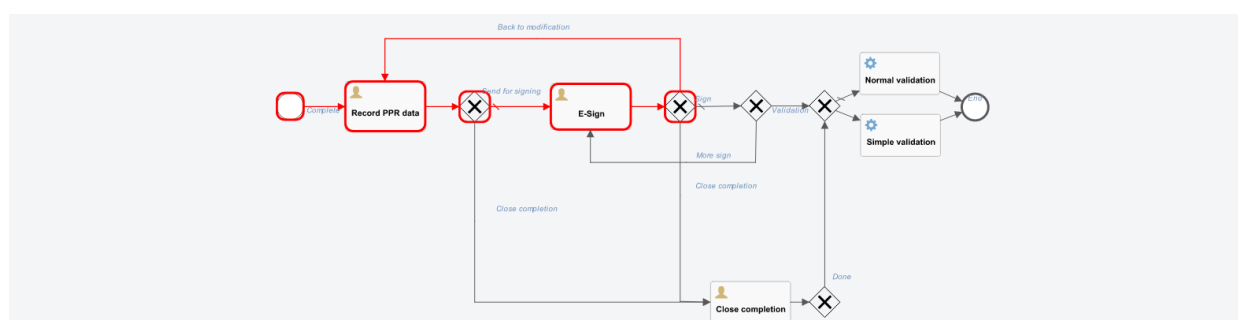 Back to modification
Complete
Record PPR data
Send for signing
E-Sign
Sign
Validation
Normal validation
End
Simple validation
More sign
Close completion
Close completion
Done
Close completion